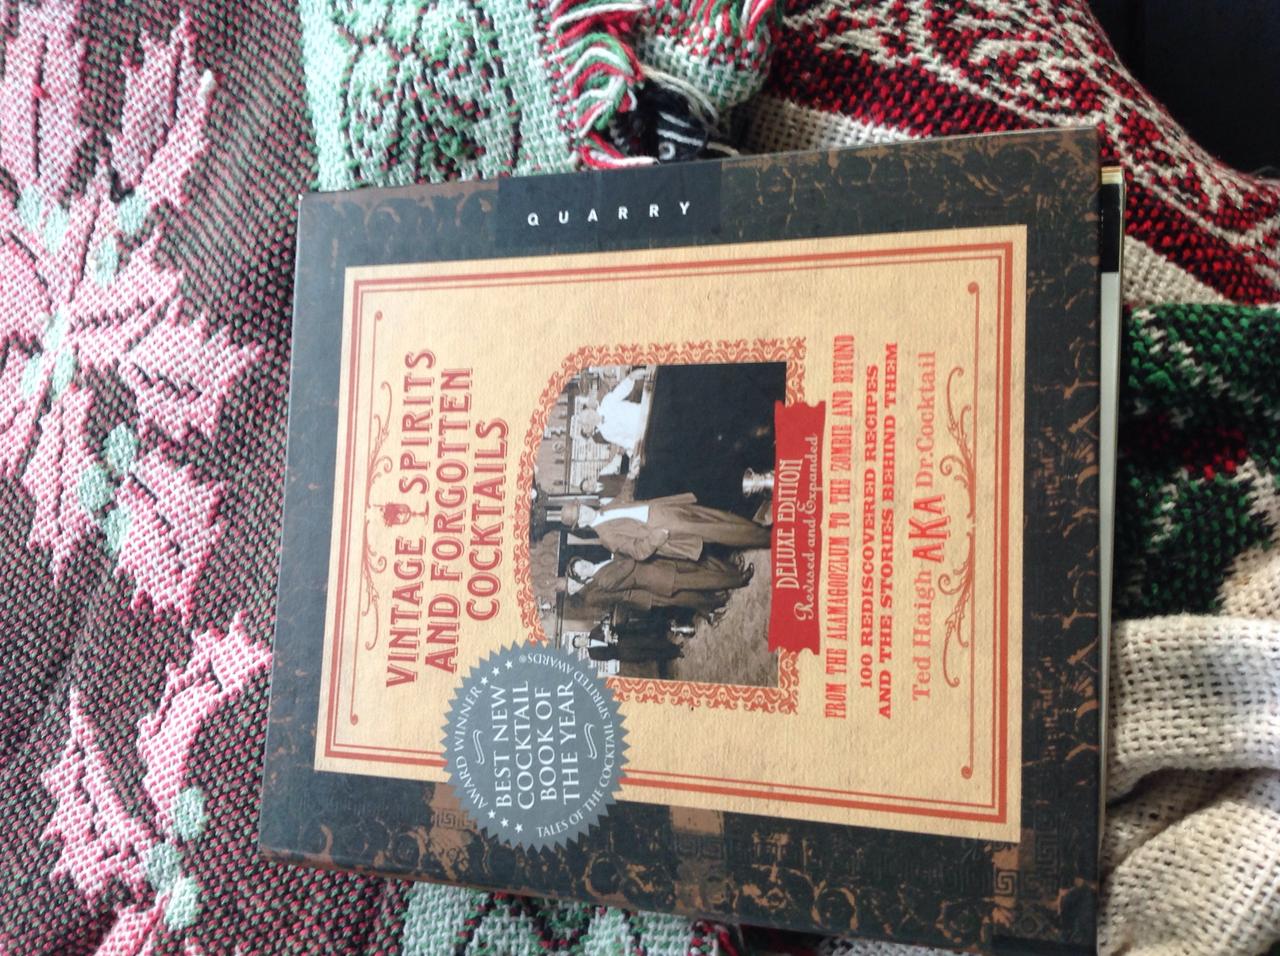 QUARRY
VINTAGE SPIRITS
AND FORGOTTEN
COCKTAILS
AWARD WINNER
BEST NEW
COCKTAIL
BOOK OF
THE YEAR
TALES OF THE COCKTAIL SPIRITED AWARDS®
DELUXE EDITION
Revised and Expanded
FROM THE ALAMAGOOZLUM TO THE ZOMBIE AND BEYOND
100 REDISCOVERED RECIPES
AND THE STORIES BEHIND THEM
Ted Haigh AKA Dr. Cocktail